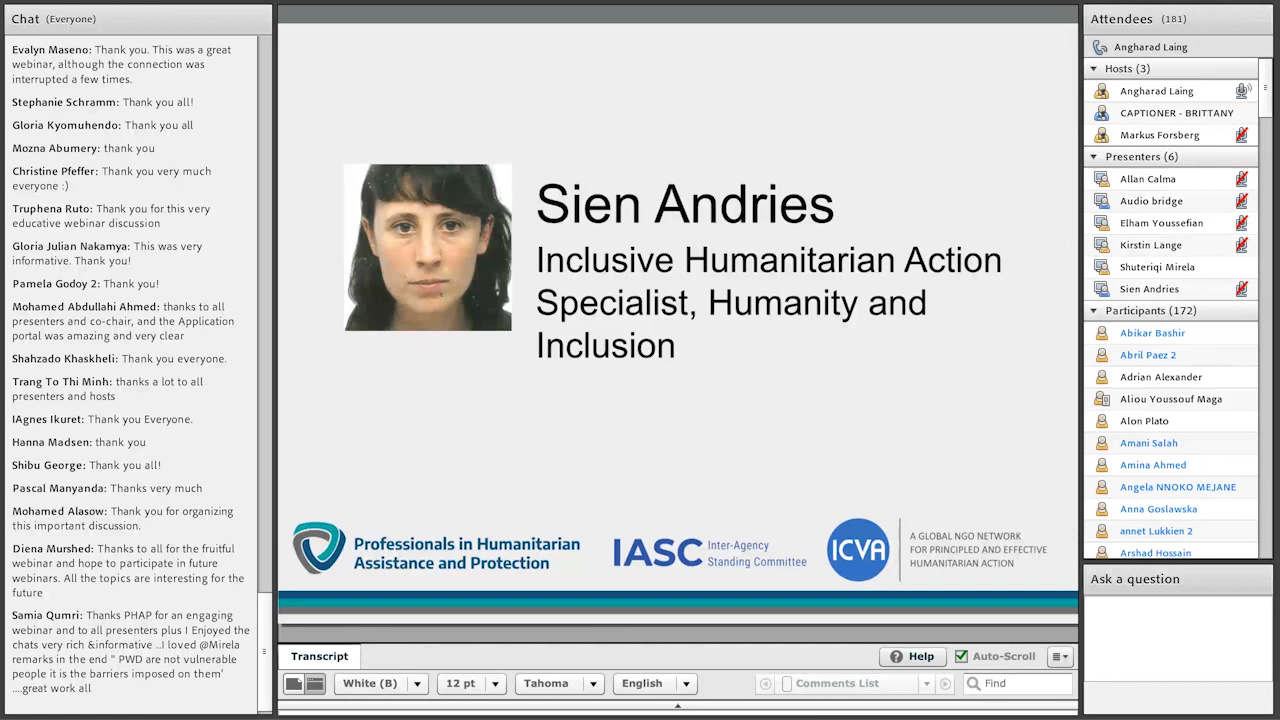 Chat (Everyone)
Evalyn Maseno: Thank you. This was a great
webinar, although the connection was
interrupted a few times.
Stephanie Schramm: Thank you all!
Gloria Kyomuhendo: Thank you all
Mozna Abumery: thank you
Christine Pfeffer: Thank you very much
everyone :)
Truphena Ruto: Thank you for this very
educative webinar discussion
Gloria Julian Nakamya: This was very
informative. Thank you!
Pamela Godoy 2: Thank you!
Mohamed Abdullahi Ahmed: thanks to all
presenters and co-chair, and the Application
portal was amazing and very clear
Shahzado Khaskheli: Thank you everyone.
Trang To Thi Minh: thanks a lot to all
presenters and hosts
IAgnes Ikuret: Thank you Everyone.
Hanna Madsen: thank you
Shibu George: Thank you all!
Pascal Manyanda: Thanks very much
Mohamed Alasow: Thank you for organizing
this important discussion.
Diena Murshed: Thanks to all for the fruitful
webinar and hope to participate in future
webinars. All the topics are interesting for the
future
Samia Qumri: Thanks PHAP for an engaging
webinar and to all presenters plus I Enjoyed the
chats very rich &informative ..I loved @Mirela
remarks in the end " PWD are not vulnerable
people it is the barriers imposed on them'
....great work all
Sien Andries
Inclusive Humanitarian Action
Specialist, Humanity and
Inclusion
Professionals in Humanitarian
Assistance and Protection
IASC Inter-Agency
Standing Committee
ICVA
A GLOBAL NGO NETWORK
FOR PRINCIPLED AND EFFECTIVE
HUMANITARIAN ACTION
Transcript
Help
Auto-Scroll
White (B)
12 pt
Tahoma
English
Comments List
Find
Attendees (181)
Angharad Laing
Hosts (3)
Angharad Laing
CAPTIONER - BRITTANY
Markus Forsberg
Presenters (6)
Allan Calma
Audio bridge
Elham Youssefian
Kirstin Lange
Shuteriqi Mirela
Sien Andries
Participants (172)
Abikar Bashir
Abril Paez 2
Adrian Alexander
Aliou Youssouf Maga
Alon Plato
Amani Salah
Amina Ahmed
Angela NNOKO MEJANE
Anna Goslawska
annet Lukkien 2
Arshad Hossain
Ask a question